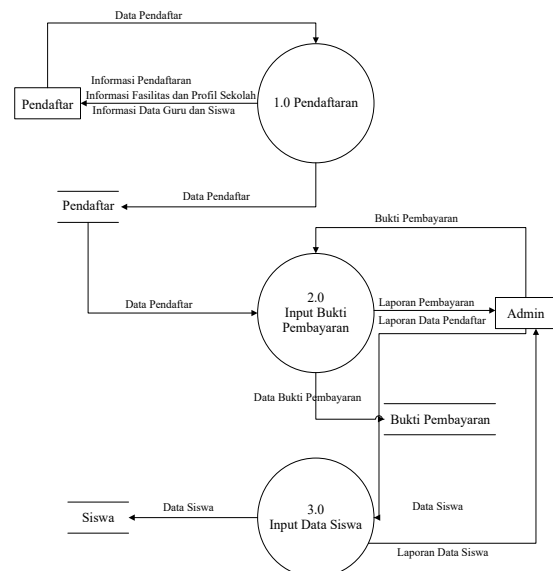 Data Pendaftar
Informasi Pendaftaran
Informasi Fasilitas dan Profil Sekolah
Informasi Data Guru dan Siswa
Pendaftar
1.0 Pendaftaran
Data Pendaftar
Pendaftar
Bukti Pembayaran
Data Pendaftar
2.0
Input Bukti
Pembayaran
Laporan Pembayaran
Laporan Data Pendaftar
Admin
Data Bukti Pembayaran
Bukti Pembayaran
Siswa
Data Siswa
3.0
Input Data Siswa
Data Siswa
Laporan Data Siswa